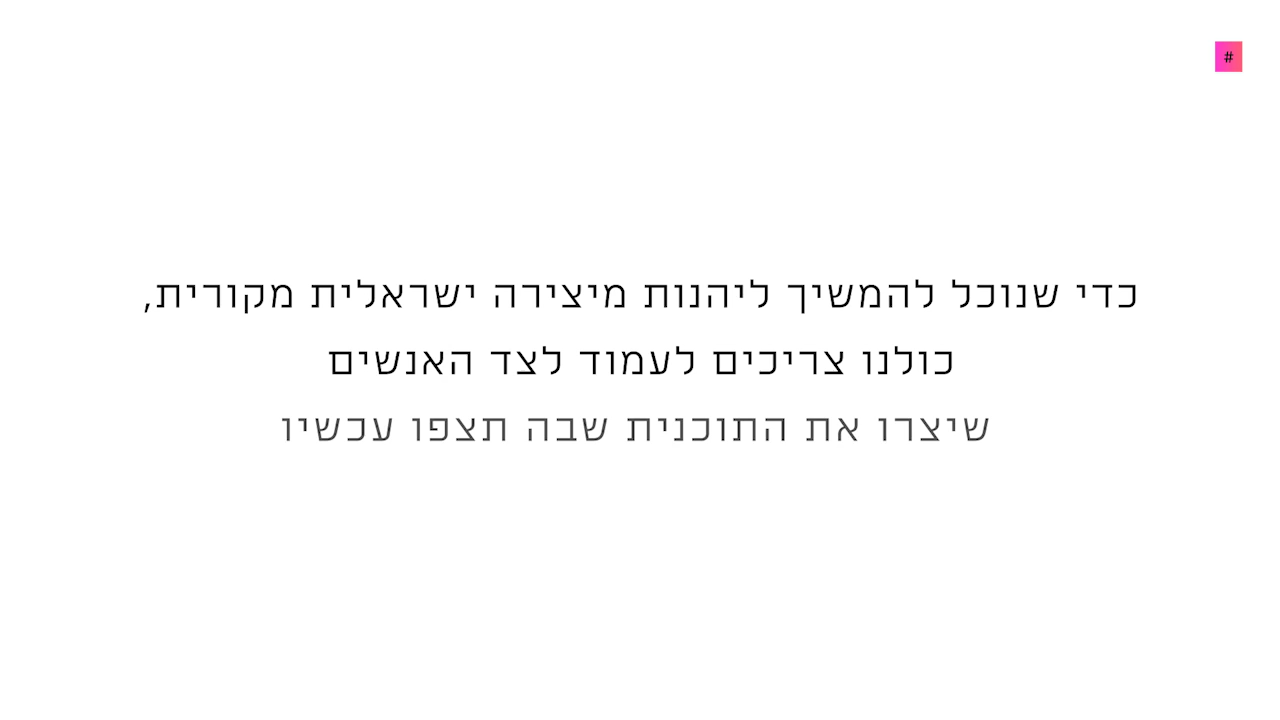 #
כדי שנוכל להמשיך ליהנות מיצירה ישראלית מקורית,
כולנו צריכים לעמוד לצד האנשים
שיצרו את התוכנית שבה תצפו עכשיו